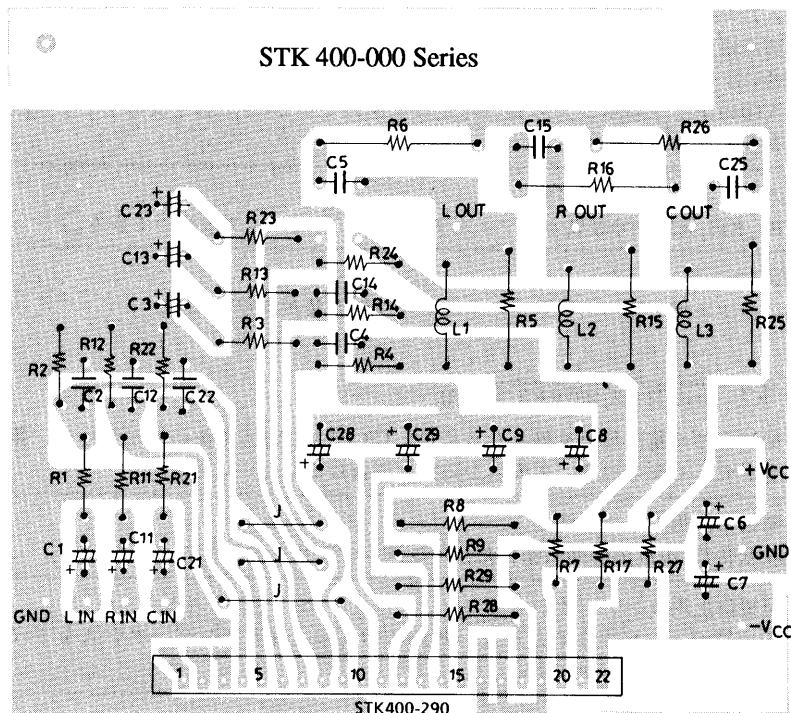 STK 400-000 Series
R6 C15 R26
C5 R16 C25
C23 R23 L OUT R OUT C OUT
C13 R13 R24
C14
R14
C3 R3 C4 R4
L1 R5 L2 R15 L3 R25
R2 R12 R22
C2 C12 C22
+ C28 + C29 + C9 + C8
R1 R11 R21
+ VCC
J R8
C1 C11 C21 J R9 R7 R17 R27 + C6
GND
J R29 + C7
GND L IN R IN C IN R28
-VCC
1 5 10 15 20 22
STK400-290